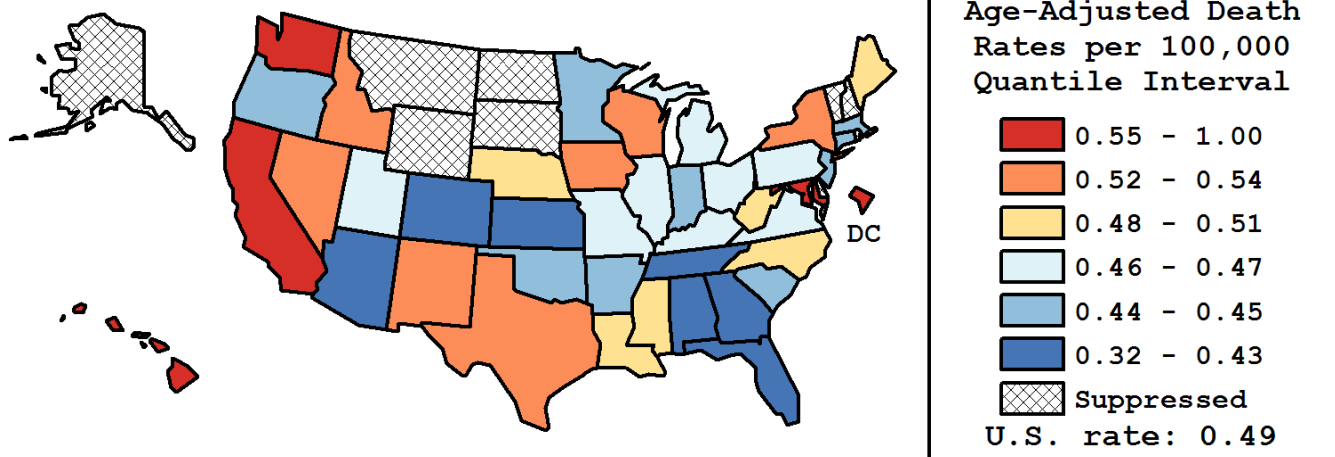 Age-Adjusted Death
Rates per 100,000
Quantile Interval
0.55 - 1.00
0.52 - 0.54
0.48 - 0.51
0.46 - 0.47
0.44 - 0.45
0.32 - 0.43
Suppressed
U.S. rate: 0.49
DC